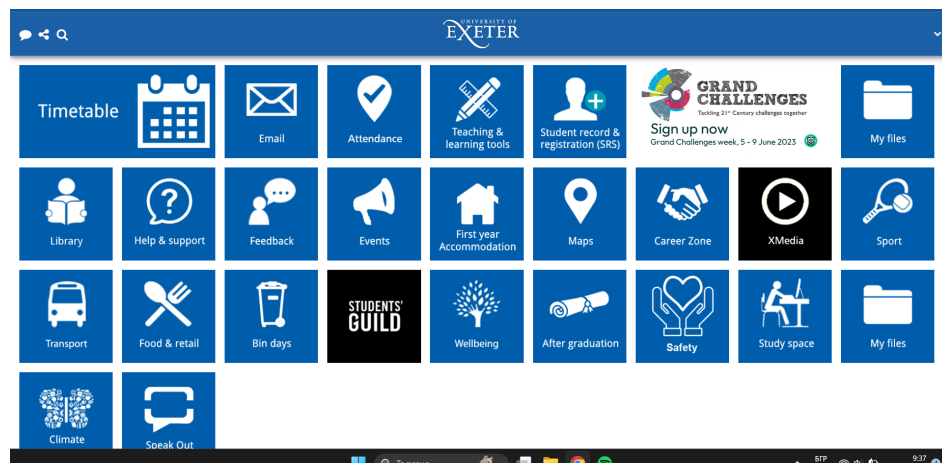 UNIVERSITY OF
EXETER
Timetable
Email
Attendance
Teaching &
learning tools
Student record &
registration (SRS)
GRAND
CHALLENGES
Tackling 21st Century challenges together
Sign up now
Grand Challenges week, 5 - 9 June 2023
My files
Library
Help & support
Feedback
Events
First year
Accommodation
Maps
Career Zone
XMedia
Sport
Transport
Food & retail
Bin days
STUDENTS'
GUILD
Wellbeing
After graduation
Safety
Study space
My files
Climate
Speak Out
БГР
9:37